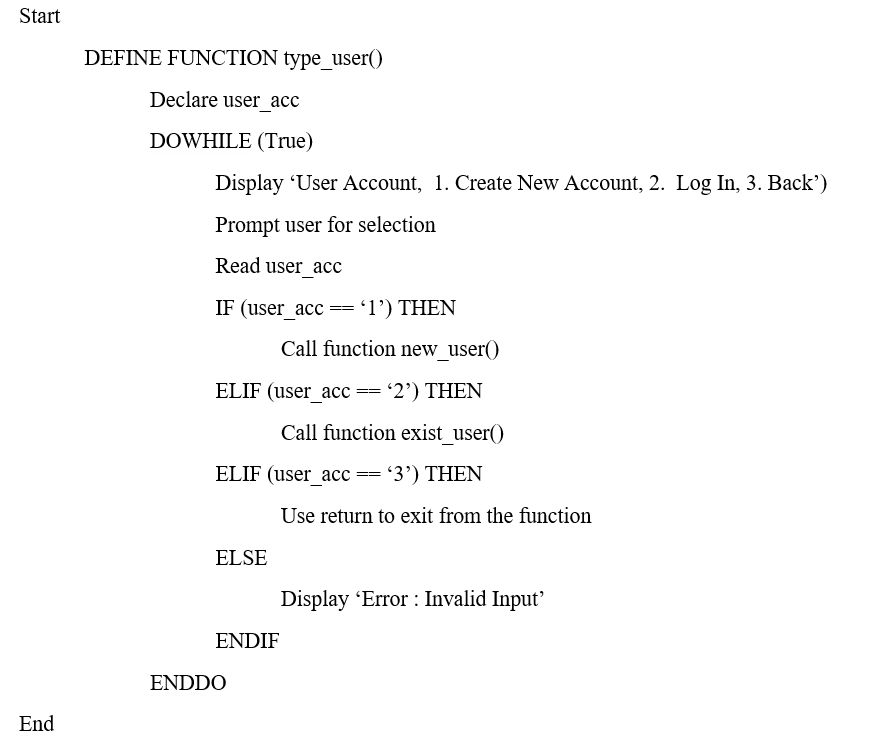 Start
DEFINE FUNCTION type_user()
Declare user_acc
DOWHILE (True)
Display ‘User Account,  1. Create New Account, 2.  Log In, 3. Back’)
Prompt user for selection
Read user_acc
IF (user_acc == ‘1’) THEN
Call function new_user()
ELIF (user_acc == ‘2’) THEN
Call function exist_user()
ELIF (user_acc == ‘3’) THEN
Use return to exit from the function
ELSE
Display ‘Error : Invalid Input’
ENDIF
ENDDO
End